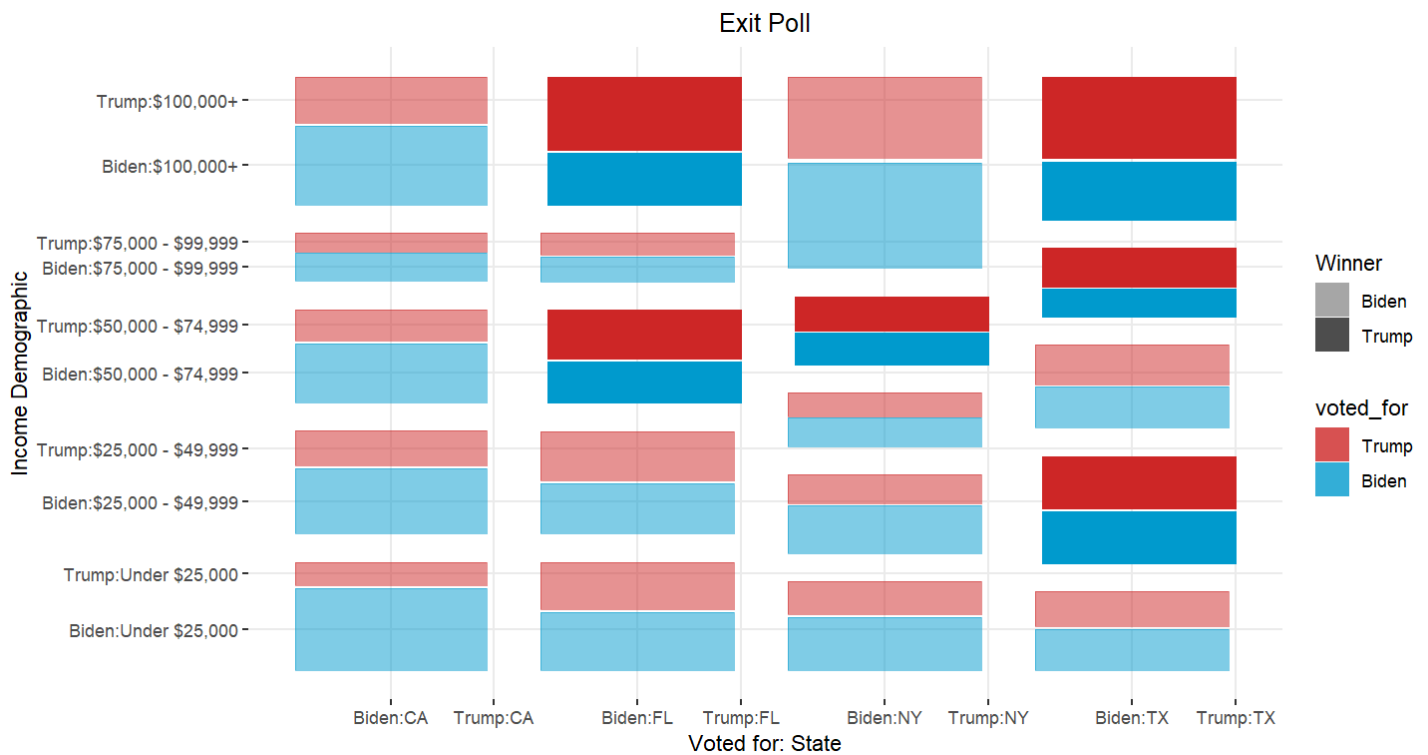 Exit Poll
Income Demographic
Trump:$100,000+
Biden:$100,000+
Trump:$75,000 - $99,999
Biden:$75,000 - $99,999
Trump:$50,000 - $74,999
Biden:$50,000 - $74,999
Trump:$25,000 - $49,999
Biden:$25,000 - $49,999
Trump:Under $25,000
Biden:Under $25,000
Biden:CA Trump:CA Biden:FL Trump:FL Biden:NY Trump:NY Biden:TX Trump:TX
Voted for: State
Winner
Biden
Trump
voted_for
Trump
Biden